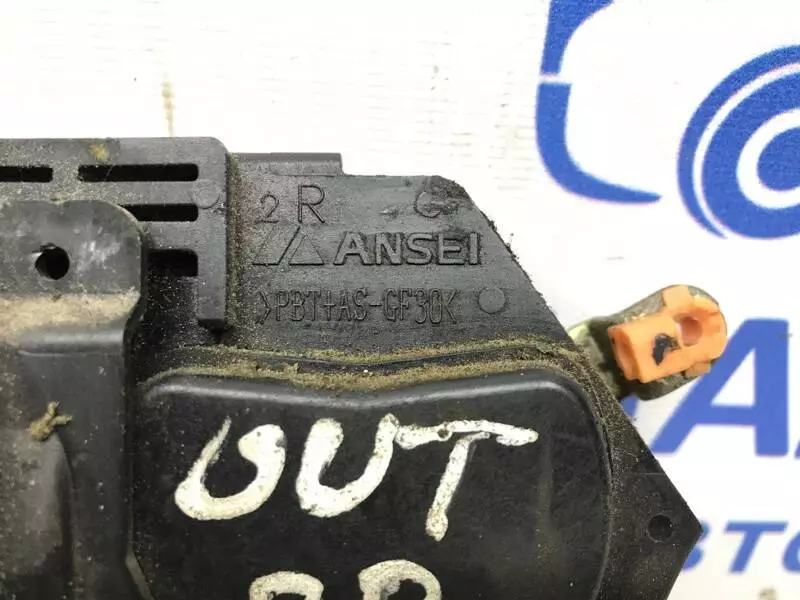 2R C
ANSEI
>PBT+AS-GF30<
OUT